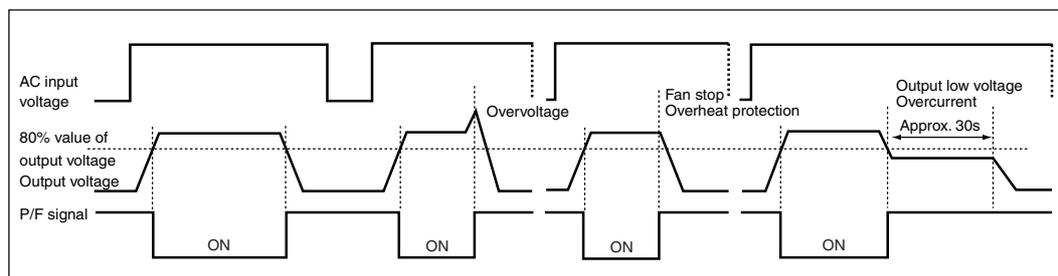 AC input
voltage
Overvoltage
Fan stop
Overheat protection
Output low voltage
Overcurrent
Approx. 30s
80% value of
output voltage
Output voltage
P/F signal
ON
ON
ON
ON